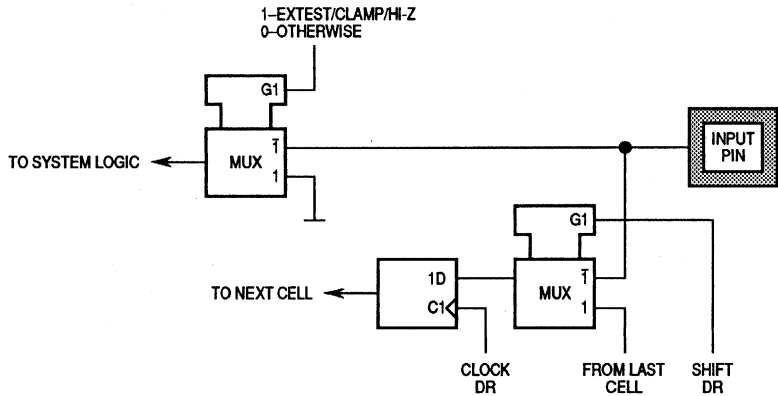 1–EXTEST/CLAMP/HI-Z
0–OTHERWISE
G1
TO SYSTEM LOGIC
MUX
1̅
1
INPUT
PIN
G1
TO NEXT CELL
1D
C1
MUX
1̅
1
CLOCK
DR
FROM LAST
CELL
SHIFT
DR